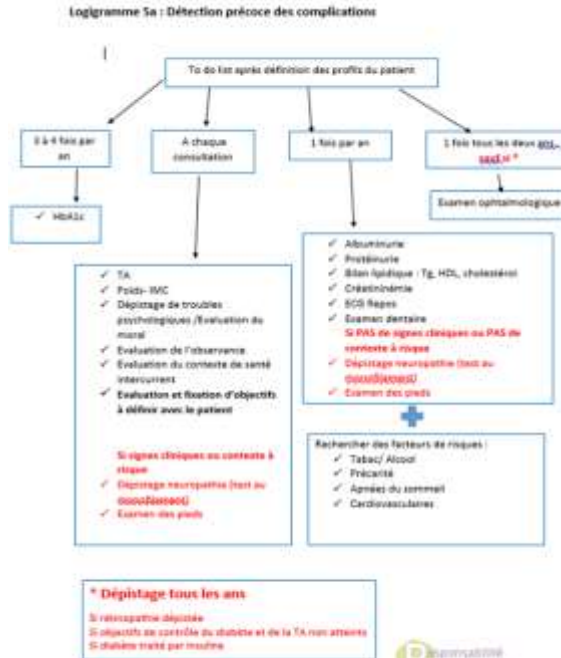 Logigramme 5a : Détection précoce des complications
To do list après définition des profils du patient
3 à 4 fois par
an
A chaque
consultation
1 fois par an
1 fois tous les deux ans,
sauf si *
✓ HbA1c
Examen ophtalmologique
✓ TA
✓ Poids- IMC
✓ Dépistage de troubles
psychologiques /Evaluation du
moral
✓ Evaluation de l'observance
✓ Evaluation du contexte de santé
intercurrent
✓ Evaluation et fixation d'objectifs
à définir avec le patient
Si signes cliniques ou contexte à
risque
✓ Dépistage neuropathie (test au
monofilament)
✓ Examen des pieds
✓ Albuminurie
✓ Protéinurie
✓ Bilan lipidique : Tg, HDL, cholestérol
✓ Créatininémie
✓ ECG Repos
✓ Examen dentaire
Si PAS de signes cliniques ou PAS de
contexte à risque
✓ Dépistage neuropathie (test au
monofilament)
✓ Examen des pieds
Rechercher des facteurs de risques :
✓ Tabac/ Alcool
✓ Précarité
✓ Apnées du sommeil
✓ Cardiovasculaires
* Dépistage tous les ans
Si rétinopathie dépistée
Si objectifs de contrôle du diabète et de la TA non atteints
Si diabète traité par insuline
Responsabilité